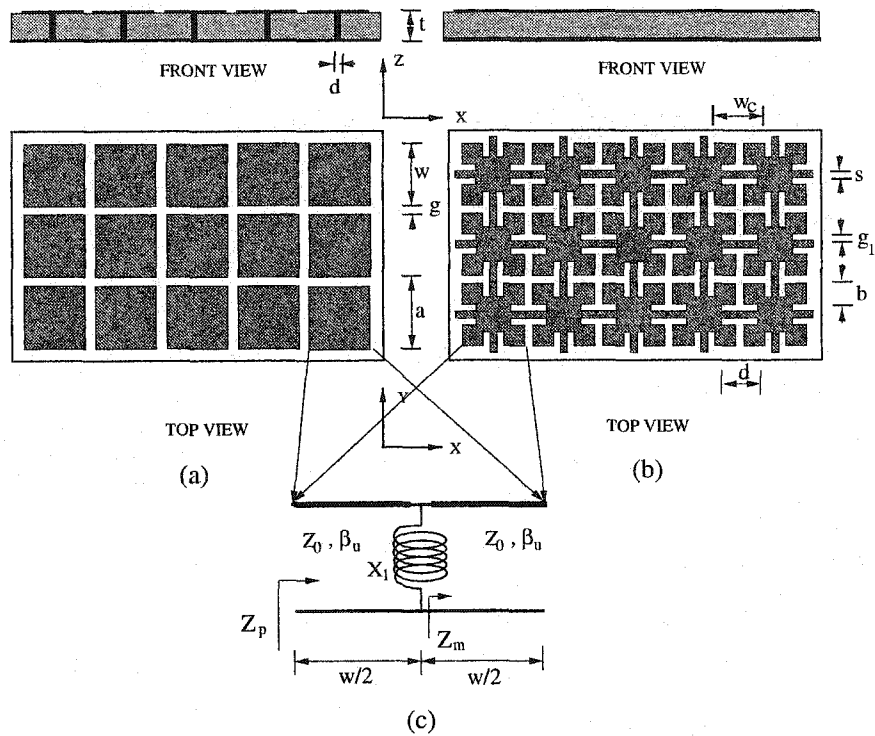 t
FRONT VIEW
FRONT VIEW
d
z
x
w_c
w
g
a
s
g_1
b
d
Y
x
TOP VIEW
TOP VIEW
(a)
(b)
Z_0 , β_u
Z_0 , β_u
X_1
Z_p
Z_m
w/2
w/2
(c)